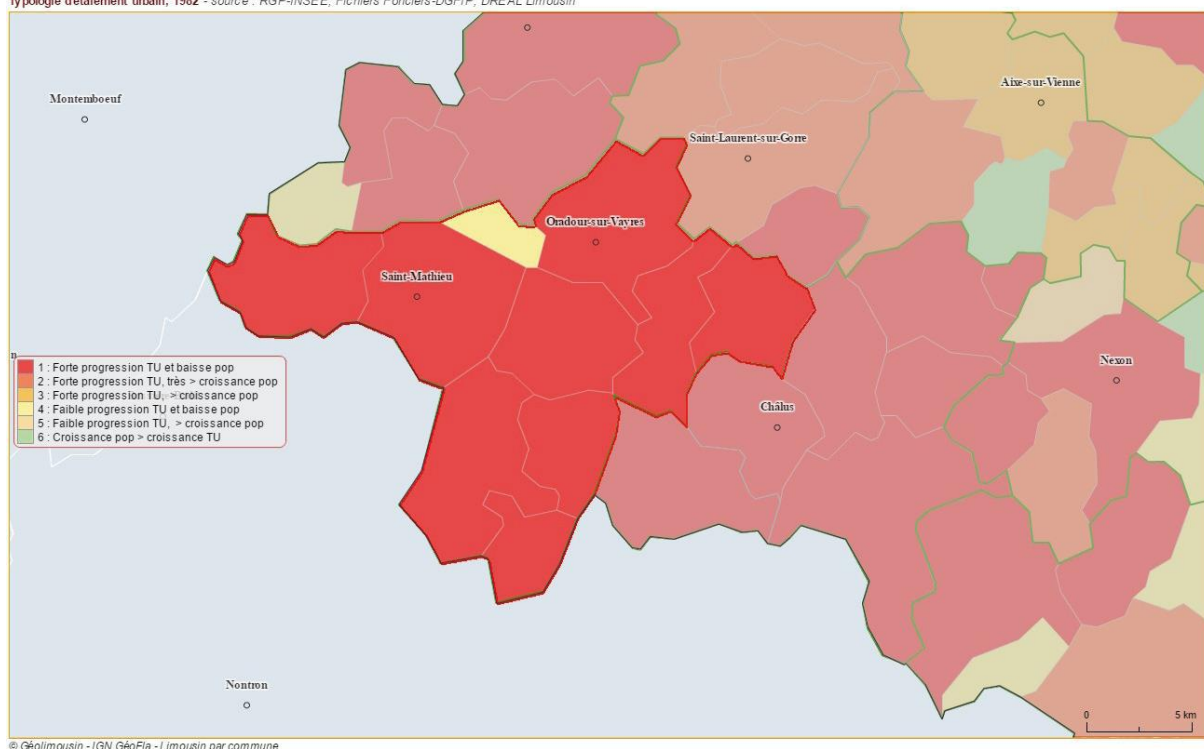 Typologie d'étalement urbain, 1982 - source : RGP-INSEE, Fichiers Fonciers-DGFIP, DREAL Limousin
Montemboeuf
Aixe-sur-Vienne
Saint-Laurent-sur-Gorre
Oradour-sur-Vayres
Saint-Mathieu
n
1 : Forte progression TU et baisse pop
2 : Forte progression TU, très > croissance pop
3 : Forte progression TU, > croissance pop
4 : Faible progression TU et baisse pop
5 : Faible progression TU, > croissance pop
6 : Croissance pop > croissance TU
Nexon
Châlus
Nontron
0 5 km
© Géolimousin - IGN GéoFla - Limousin par commune